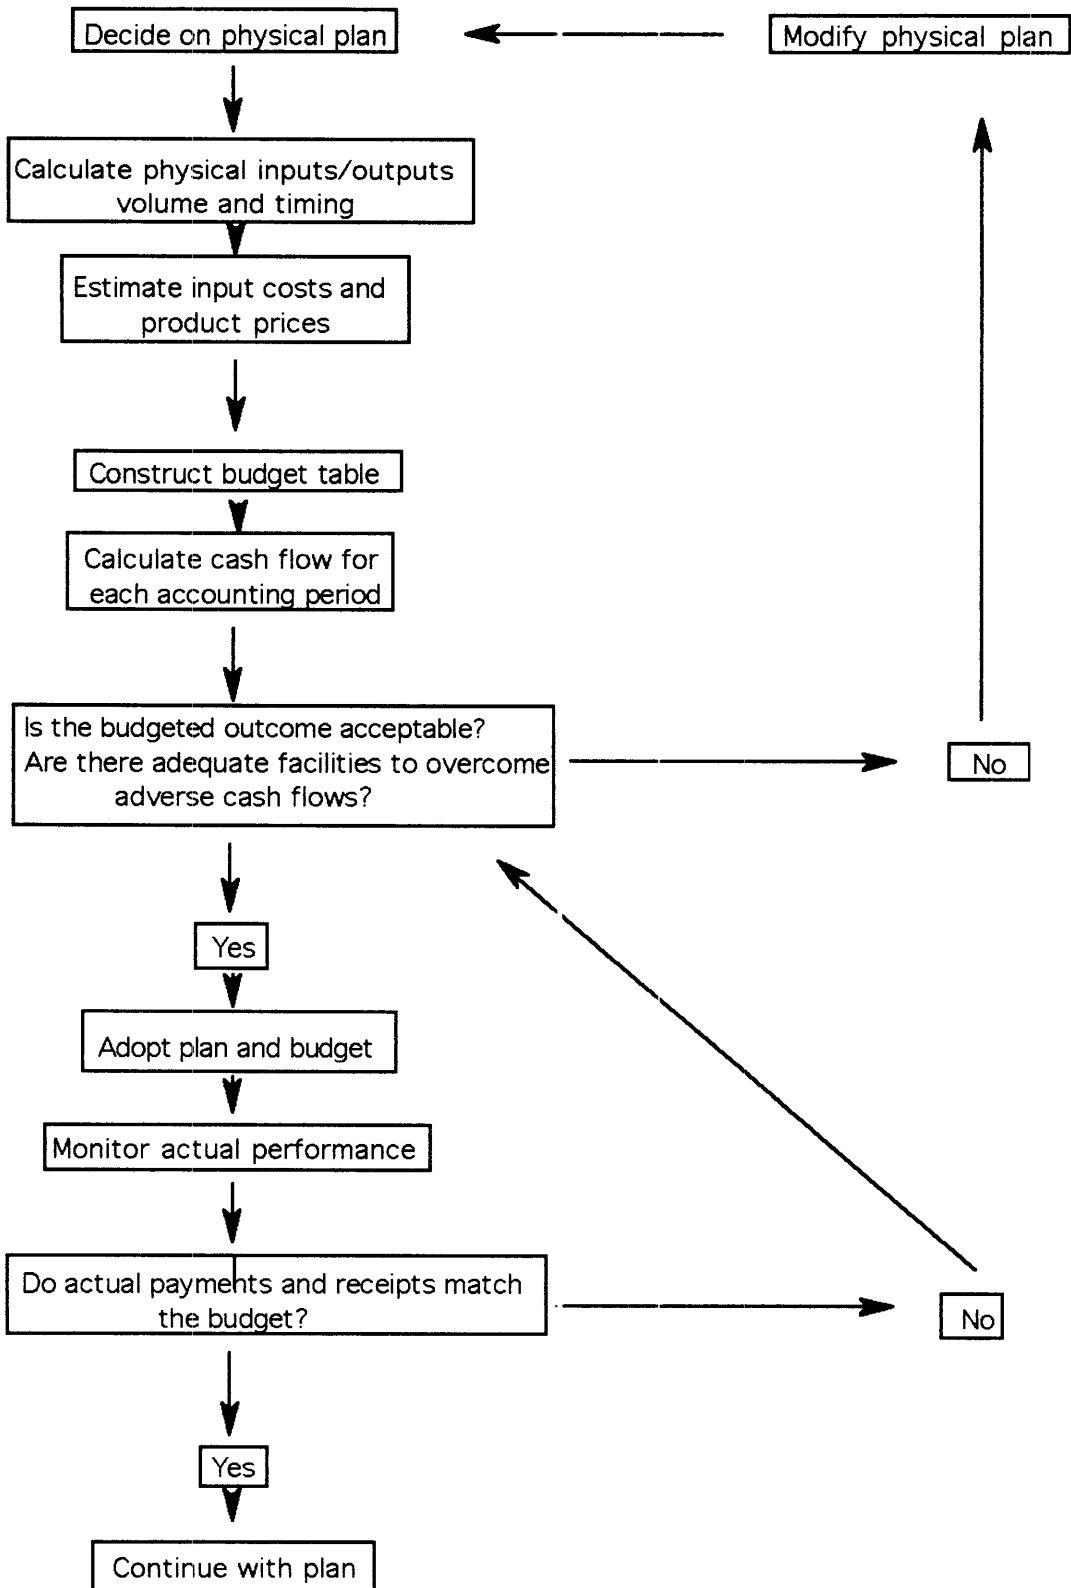 Decide on physical plan
Modify physical plan
Calculate physical inputs/outputs
volume and timing
Estimate input costs and
product prices
Construct budget table
Calculate cash flow for
each accounting period
Is the budgeted outcome acceptable?
Are there adequate facilities to overcome
adverse cash flows?
No
Yes
Adopt plan and budget
Monitor actual performance
Do actual payments and receipts match
the budget?
No
Yes
Continue with plan